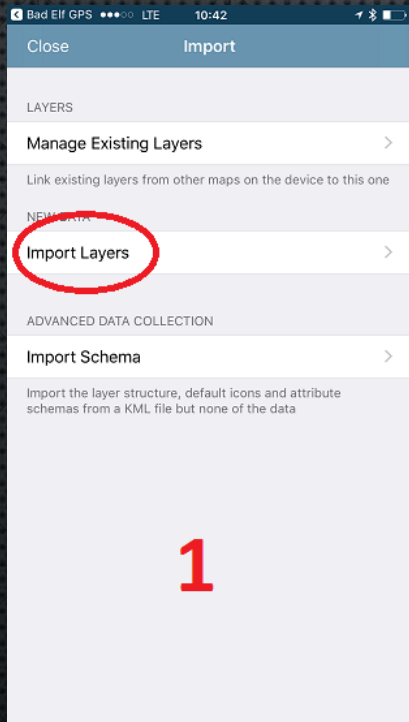 Bad Elf GPS LTE 10:42
Close Import
LAYERS
Manage Existing Layers
Link existing layers from other maps on the device to this one
NEW DATA
Import Layers
ADVANCED DATA COLLECTION
Import Schema
Import the layer structure, default icons and attribute
schemas from a KML file but none of the data
1